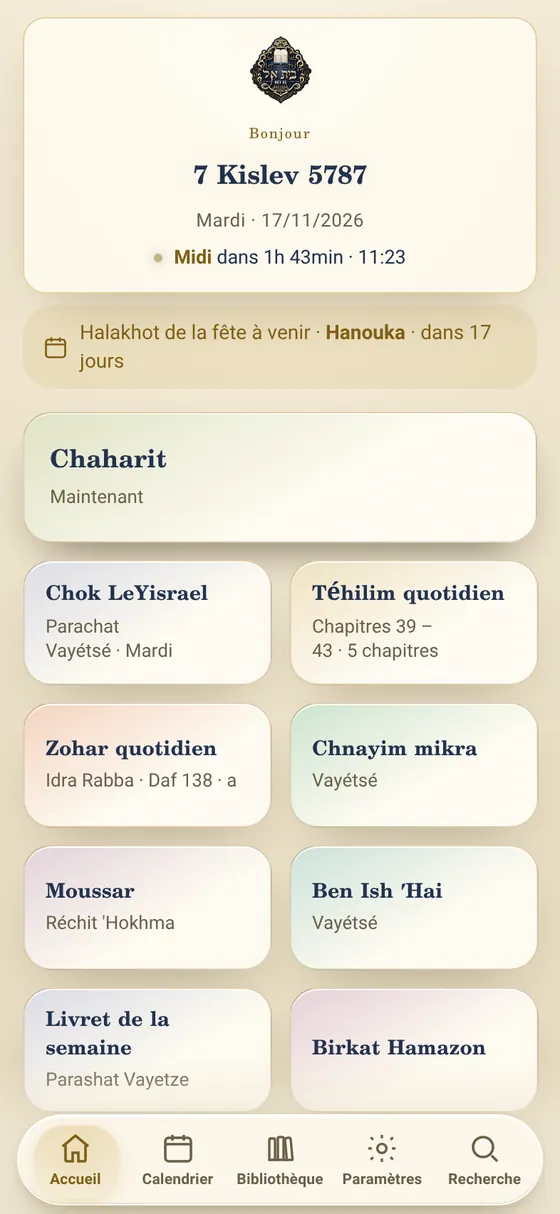 בית אל
Bonjour
7 Kislev 5787
Mardi · 17/11/2026
Midi dans 1h 43min · 11:23
Halakhot de la fête à venir · Hanouka · dans 17
jours
Chaharit
Maintenant
Chok LeYisrael
Parachat
Vayétsé · Mardi
Téhilim quotidien
Chapitres 39 –
43 · 5 chapitres
Zohar quotidien
Idra Rabba · Daf 138 · a
Chnayim mikra
Vayétsé
Moussar
Réchit 'Hokhma
Ben Ish 'Hai
Vayétsé
Livret de la
semaine
Parashat Vayetze
Birkat Hamazon
Accueil
Calendrier
Bibliothèque
Paramètres
Recherche